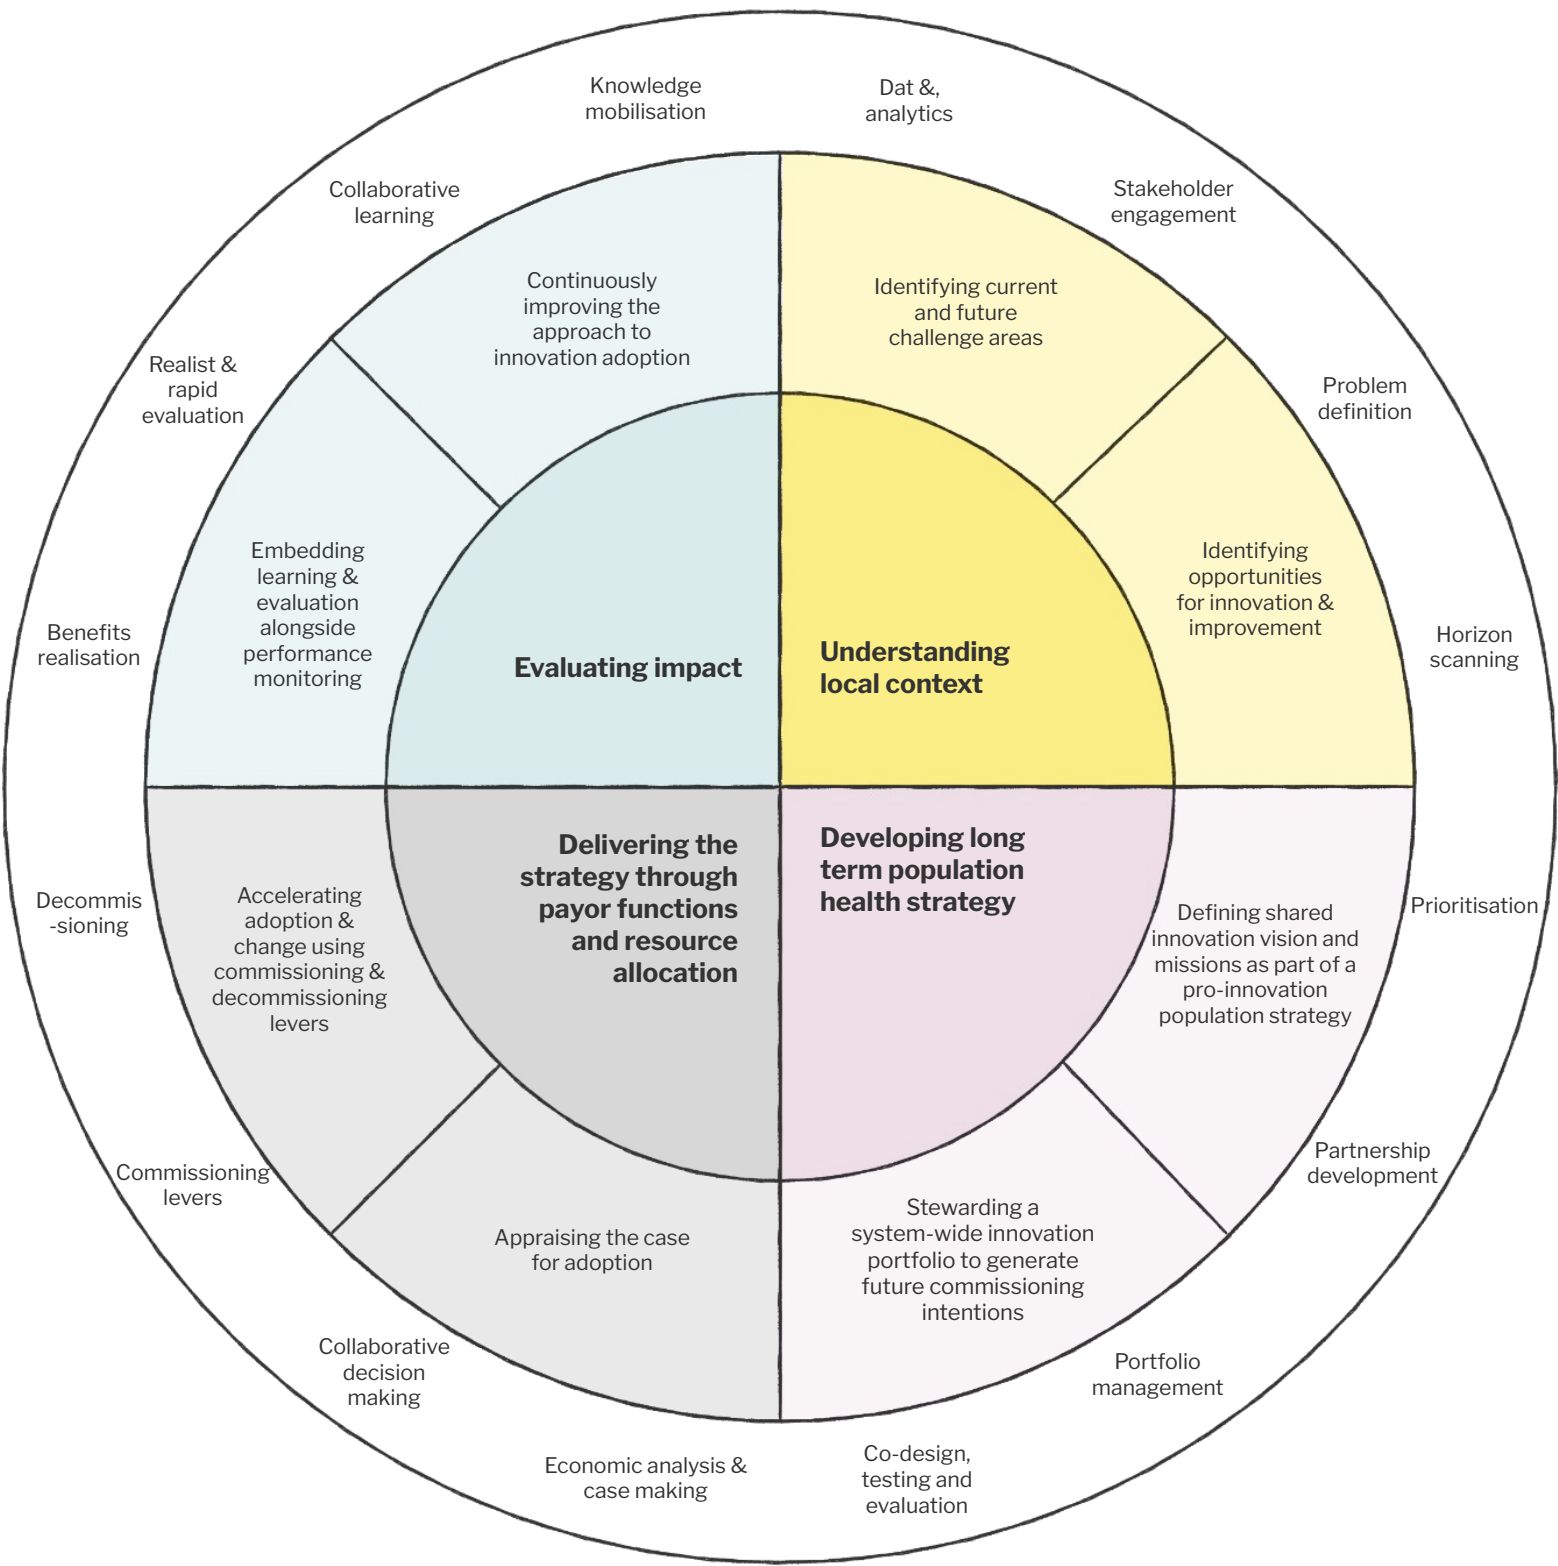 Knowledge
mobilisation
Dat &,
analytics
Collaborative
learning
Stakeholder
engagement
Continuously
improving the
approach to
innovation adoption
Identifying current
and future
challenge areas
Realist &
rapid
evaluation
Problem
definition
Embedding
learning &
evaluation
alongside
performance
monitoring
Identifying
opportunities
for innovation &
improvement
Benefits
realisation
Evaluating impact
Understanding
local context
Horizon
scanning
Decommis
-sioning
Accelerating
adoption &
change using
commissioning &
decommissioning
levers
Delivering the
strategy through
payor functions
and resource
allocation
Developing long
term population
health strategy
Defining shared
innovation vision and
missions as part of a
pro-innovation
population strategy
Prioritisation
Commissioning
levers
Partnership
development
Appraising the case
for adoption
Stewarding a
system-wide innovation
portfolio to generate
future commissioning
intentions
Collaborative
decision
making
Portfolio
management
Economic analysis &
case making
Co-design,
testing and
evaluation